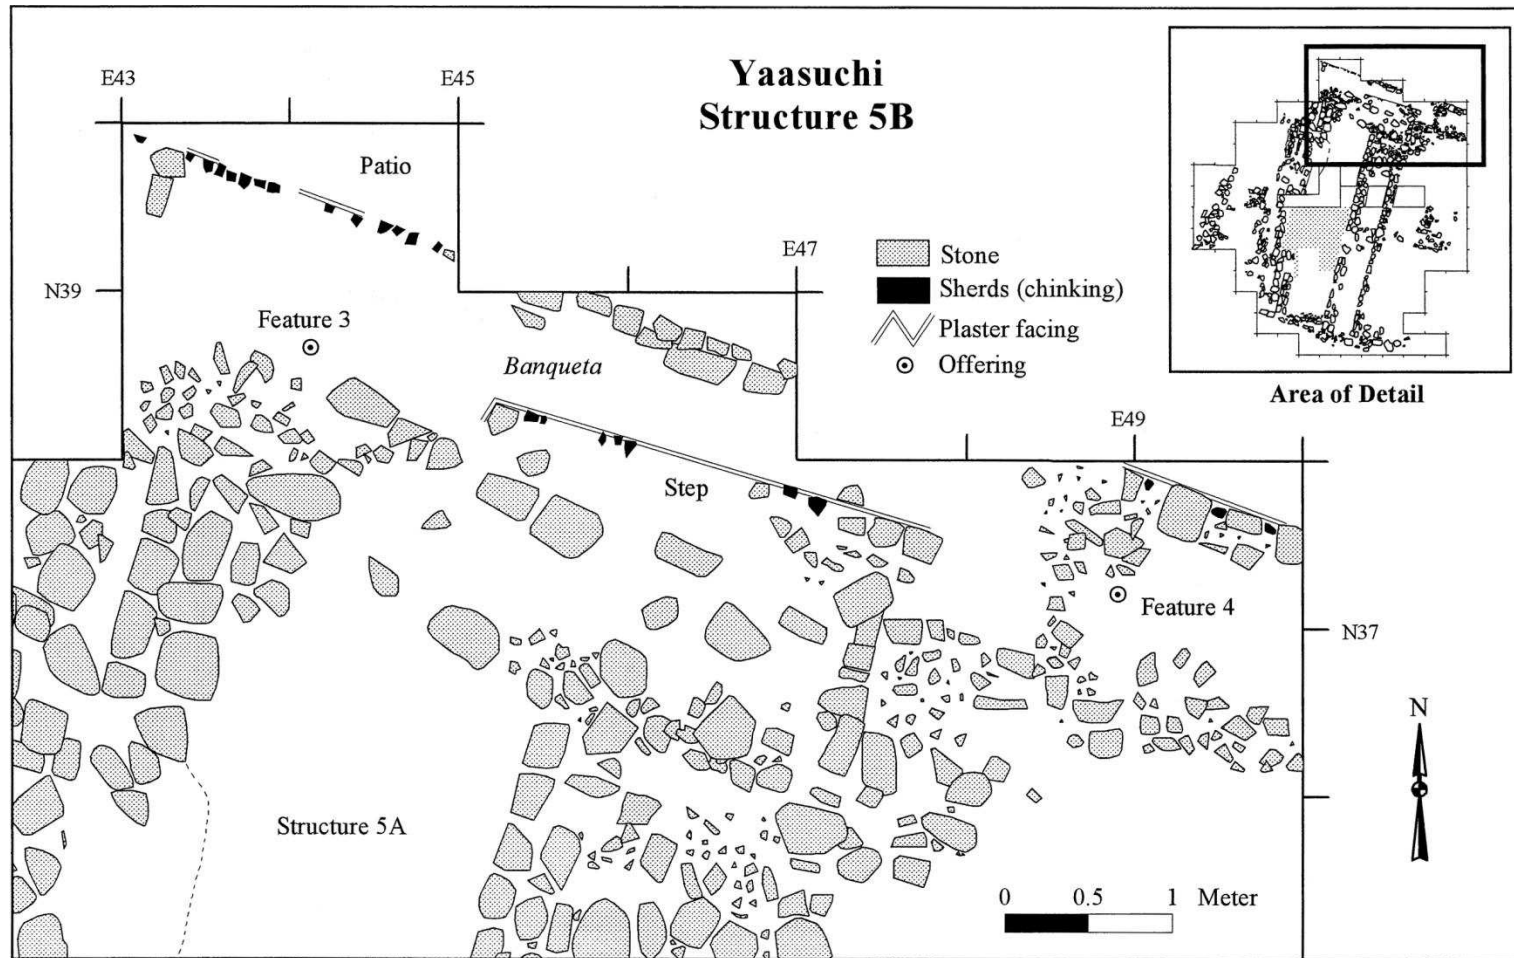 Yaasuchi
Structure 5B
E43
E45
Patio
E47
N39
Stone
Sherds (chinking)
Plaster facing
Offering
Feature 3
Banqueta
Area of Detail
E49
Step
Feature 4
N37
N
Structure 5A
0 0.5 1 Meter